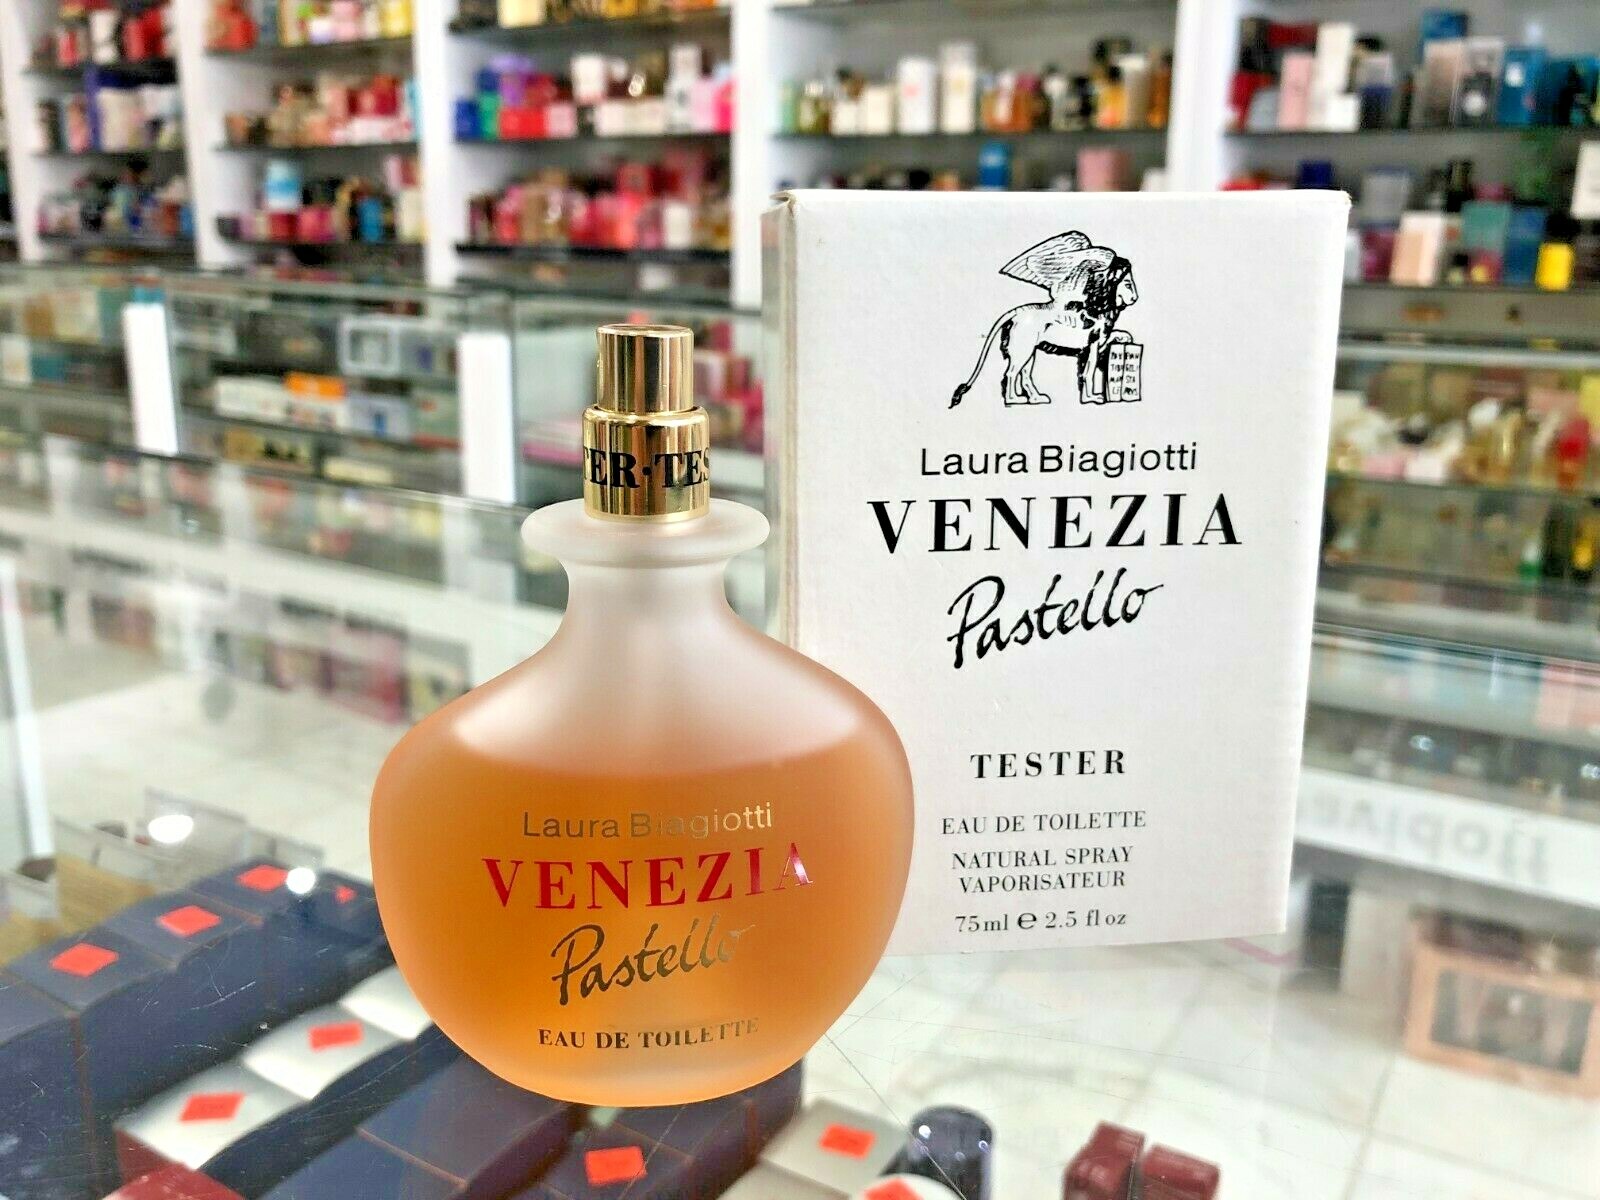 Laura Biagiotti
VENEZIA
Pastello
TESTER
EAU DE TOILETTE
NATURAL SPRAY
VAPORISATEUR
75ml e 2.5 fl oz
TER·TES
Laura Biagiotti
VENEZIA
Pastello
EAU DE TOILETTE